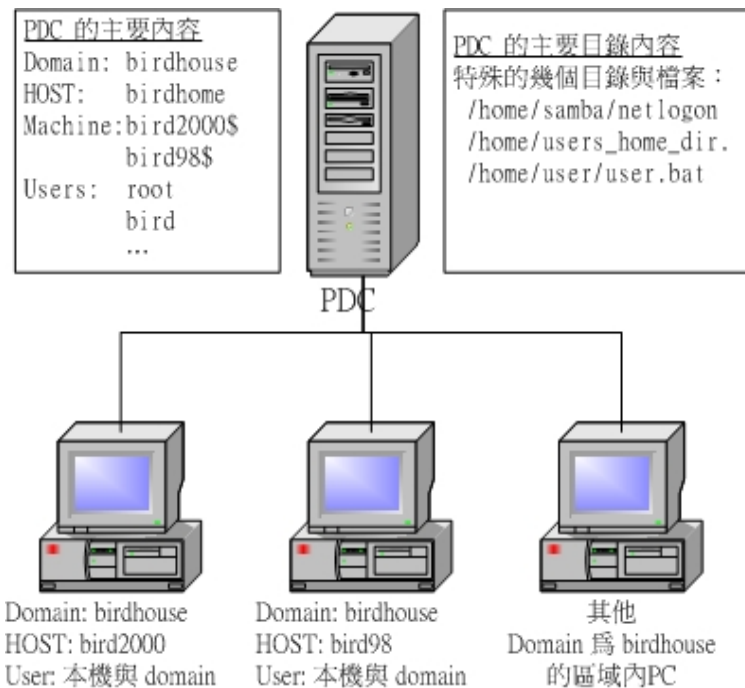 PDC 的主要內容
Domain: birdhouse
HOST: birdhome
Machine:bird2000$
bird98$
Users: root
bird
...
PDC 的主要目錄內容
特殊的幾個目錄與檔案：
/home/samba/netlogon
/home/users_home_dir.
/home/user/user.bat
PDC
Domain: birdhouse
HOST: bird2000
User: 本機與 domain
Domain: birdhouse
HOST: bird98
User: 本機與 domain
其他
Domain 為 birdhouse
的區域內PC